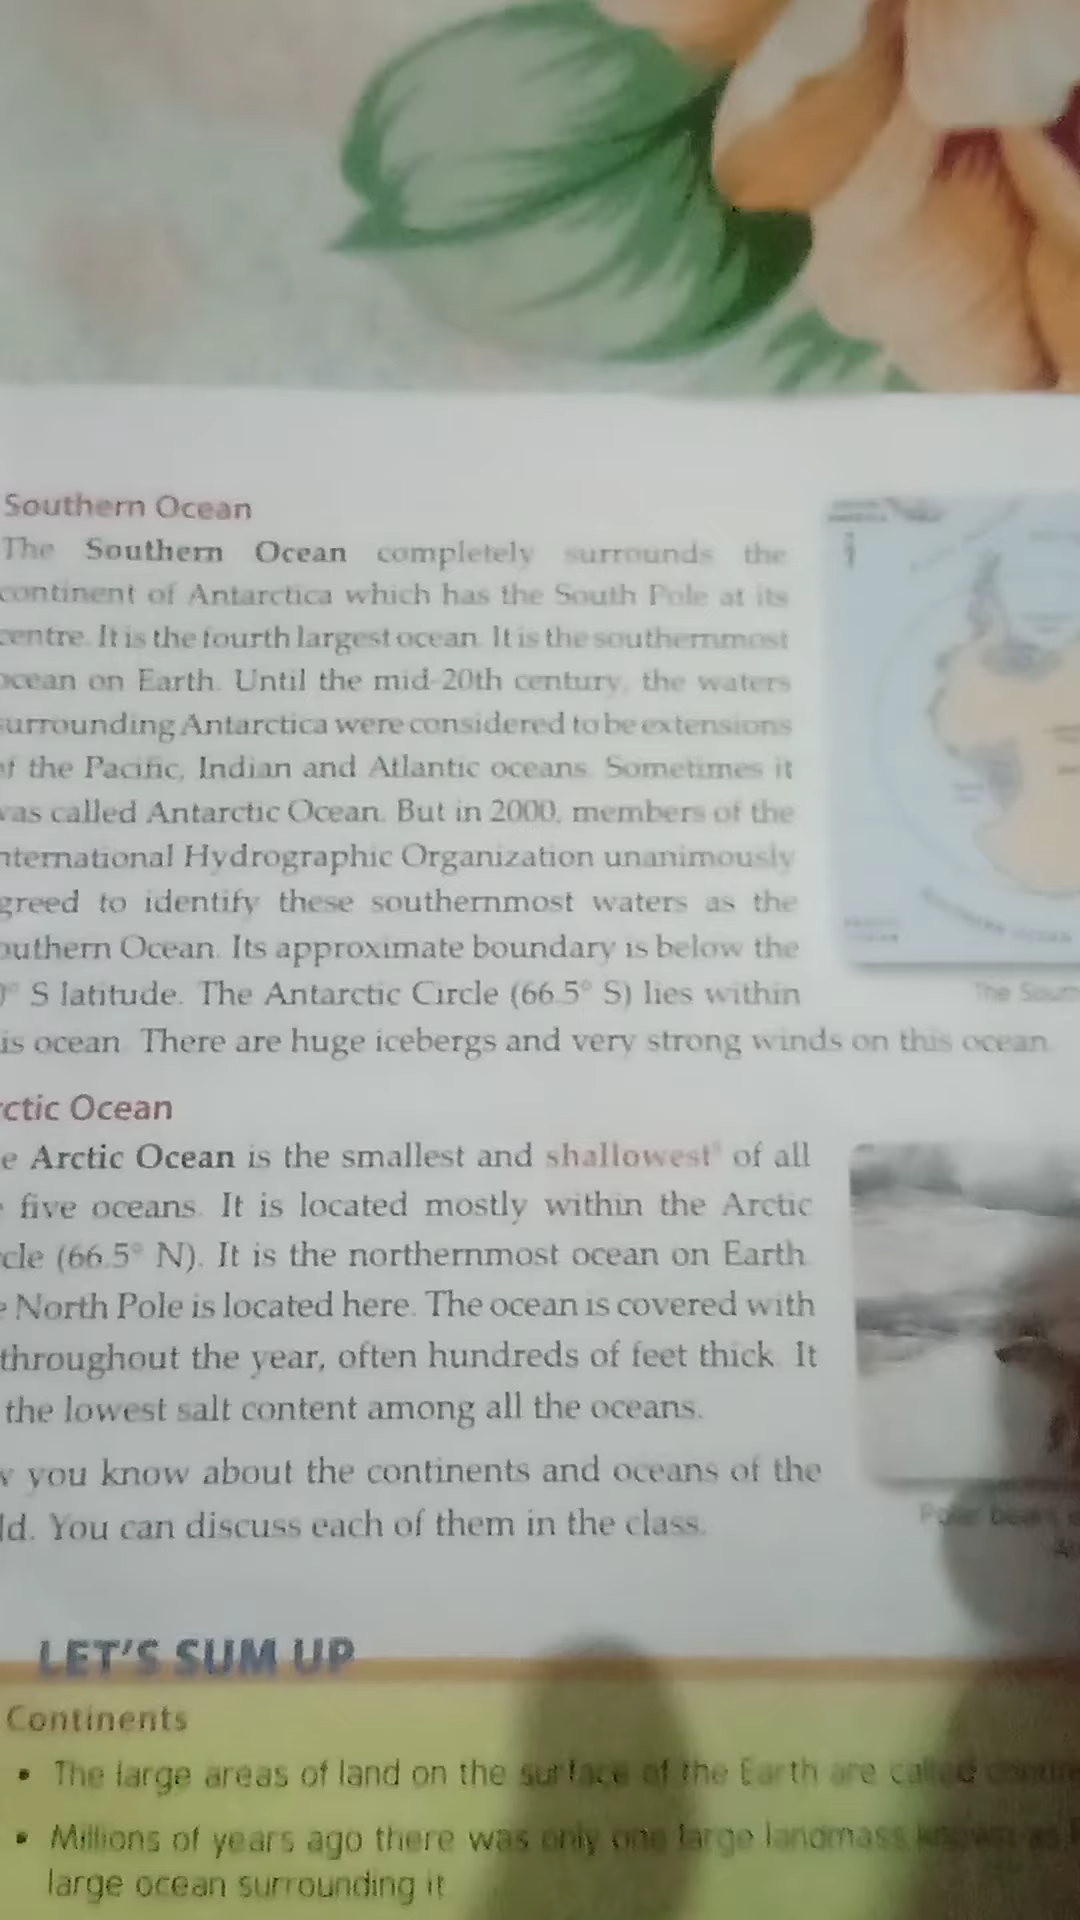 Southern Ocean
The Southern Ocean completely surrounds the
continent of Antarctica which has the South Pole at its
centre. It is the fourth largest ocean. It is the southernmost
ocean on Earth. Until the mid-20th century, the waters
surrounding Antarctica were considered to be extensions
of the Pacific, Indian and Atlantic oceans. Sometimes it
was called Antarctic Ocean. But in 2000, members of the
nternational Hydrographic Organization unanimously
greed to identify these southernmost waters as the
outhern Ocean. Its approximate boundary is below the
0° S latitude. The Antarctic Circle (66.5° S) lies within
is ocean. There are huge icebergs and very strong winds on this ocean.
The Sout
rctic Ocean
e Arctic Ocean is the smallest and shallowest of all
five oceans. It is located mostly within the Arctic
cle (66.5° N). It is the northernmost ocean on Earth.
e North Pole is located here. The ocean is covered with
throughout the year, often hundreds of feet thick. It
the lowest salt content among all the oceans.
w you know about the continents and oceans of the
ld. You can discuss each of them in the class.
Polar bears
LET'S SUM UP
Continents
• The large areas of land on the surface of the Earth are called
• Millions of years ago there was only one large landmass known as
large ocean surrounding it